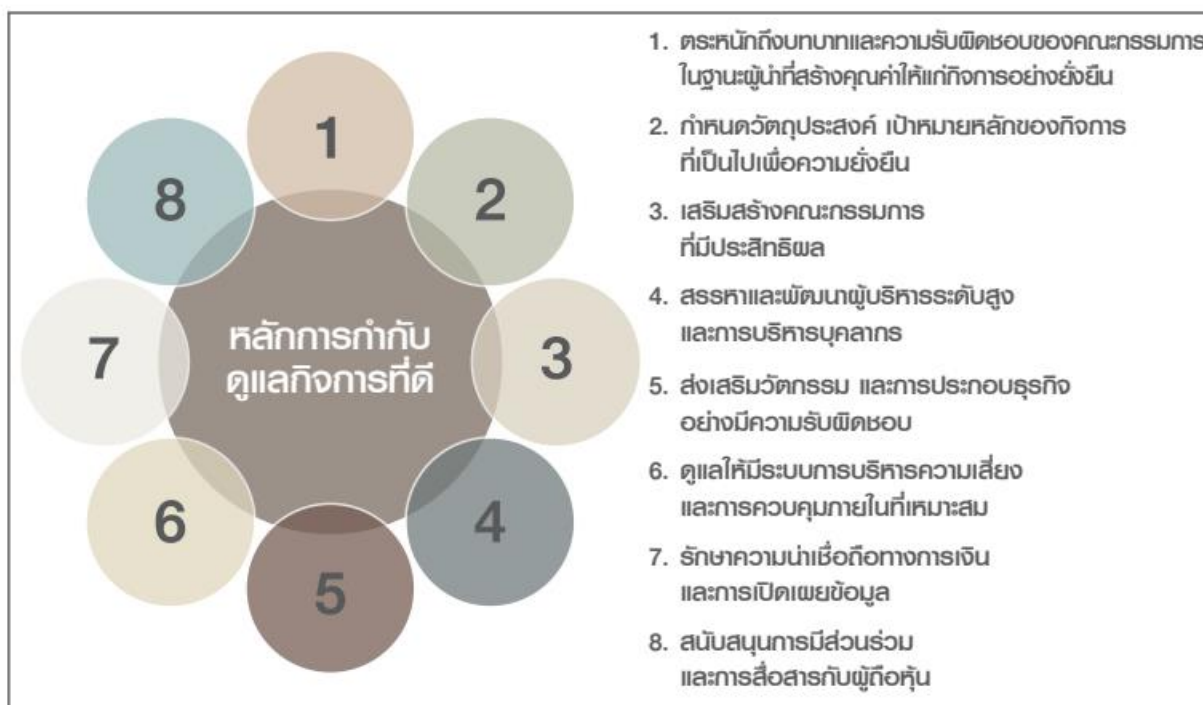 1
2
3
4
5
6
7
8
หลักการกำกับ
ดูแลกิจการที่ดี
1. ตระหนักถึงบทบาทและความรับผิดชอบของคณะกรรมการ
ในฐานะผู้นำที่สร้างคุณค่าให้แก่กิจการอย่างยั่งยืน
2. กำหนดวัตถุประสงค์ เป้าหมายหลักของกิจการ
ที่เป็นไปเพื่อความยั่งยืน
3. เสริมสร้างคณะกรรมการ
ที่มีประสิทธิผล
4. สรรหาและพัฒนาผู้บริหารระดับสูง
และการบริหารบุคลากร
5. ส่งเสริมวัตกรรม และการประกอบธุรกิจ
อย่างมีความรับผิดชอบ
6. ดูแลให้มีระบบการบริหารความเสี่ยง
และการควบคุมภายในที่เหมาะสม
7. รักษาความน่าเชื่อถือทางการเงิน
และการเปิดเผยข้อมูล
8. สนับสนุนการมีส่วนร่วม
และการสื่อสารกับผู้ถือหุ้น